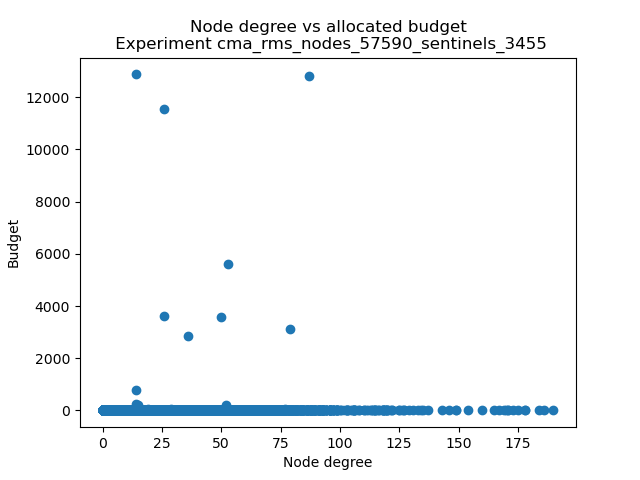 Node degree vs allocated budget
Experiment cma_rms_nodes_57590_sentinels_3455
12000
10000
8000
6000
4000
2000
0
Budget
0 25 50 75 100 125 150 175
Node degree